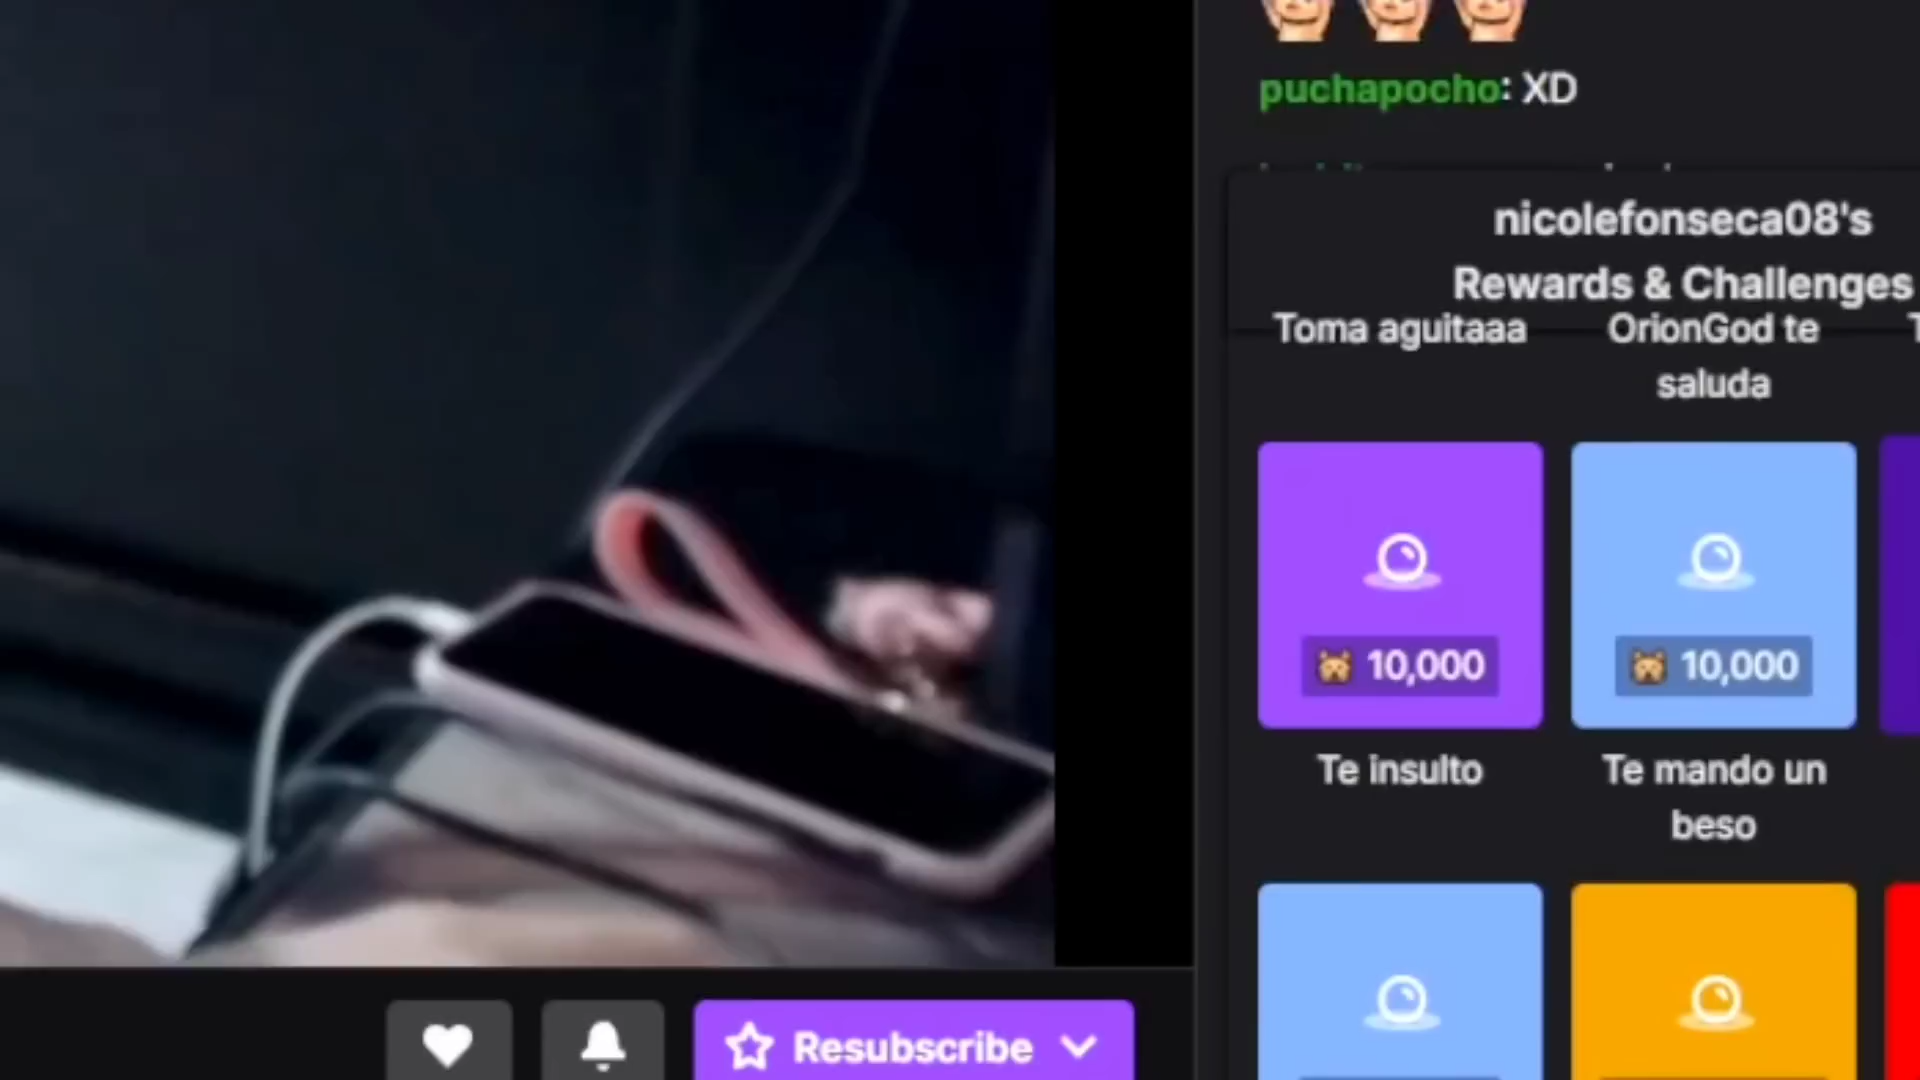 puchapocho: XD
nicolefonseca08's
Rewards & Challenges
Toma aguitaaa
OrionGod te
saluda
10,000
10,000
Te insulto
Te mando un
beso
Resubscribe